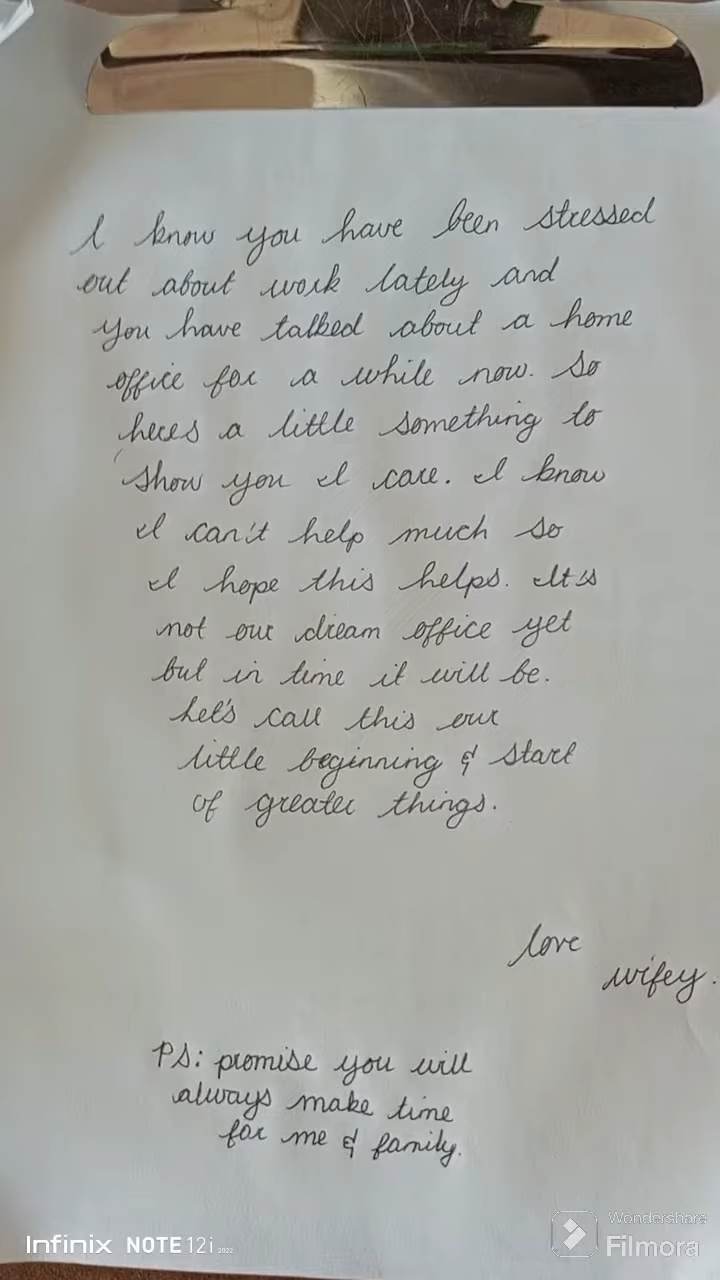 I know you have been stressed
out about work lately and
you have talked about a home
office for a while now. So
heres a little something to
show you I care. I know
I can't help much so
I hope this helps. It's
not our dream office yet
but in time it will be.
Let's call this our
little beginning & start
of greater things.
love
wifey.
PS: promise you will
always make time
for me & family.
Infinix NOTE 12i 2022
Wondershare
Filmora